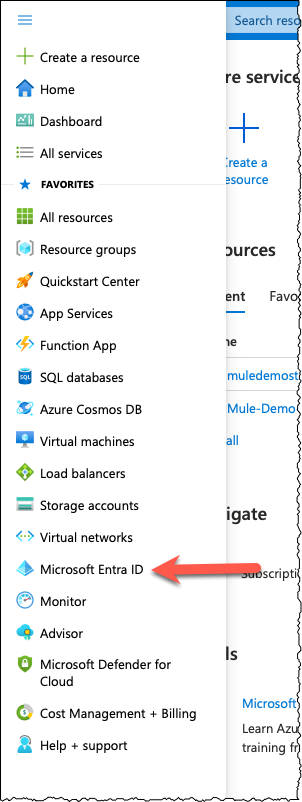 Search reso
Create a resource
Home
Dashboard
All services
FAVORITES
All resources
Resource groups
Quickstart Center
App Services
Function App
SQL databases
Azure Cosmos DB
Virtual machines
Load balancers
Storage accounts
Virtual networks
Microsoft Entra ID
Monitor
Advisor
Microsoft Defender for
Cloud
Cost Management + Billing
Help + support
re service
Create a
resource
ources
ent Favo
ne
muledemost
Mule-Demo
all
igate
Subscripti
ls
Microsoft
Learn Azu
training fr